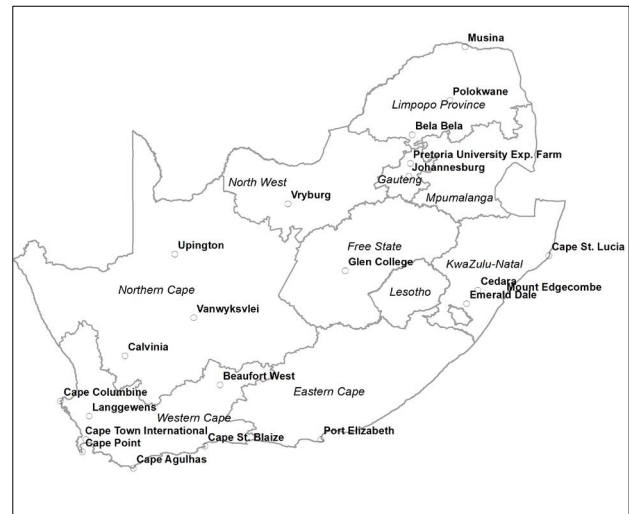 Musina
Polokwane
Limpopo Province
Bela Bela
Pretoria University Exp. Farm
Johannesburg
Gauteng
North West
Mpumalanga
Vryburg
Free State
Cape St. Lucia
Upington
KwaZulu-Natal
Glen College
Northern Cape
Lesotho
Cedara
Mount Edgecombe
Emerald Dale
Vanwyksvlei
Calvinia
Beaufort West
Eastern Cape
Cape Columbine
Langgewens
Western Cape
Cape Town International
Port Elizabeth
Cape St. Blaize
Cape Point
Cape Agulhas